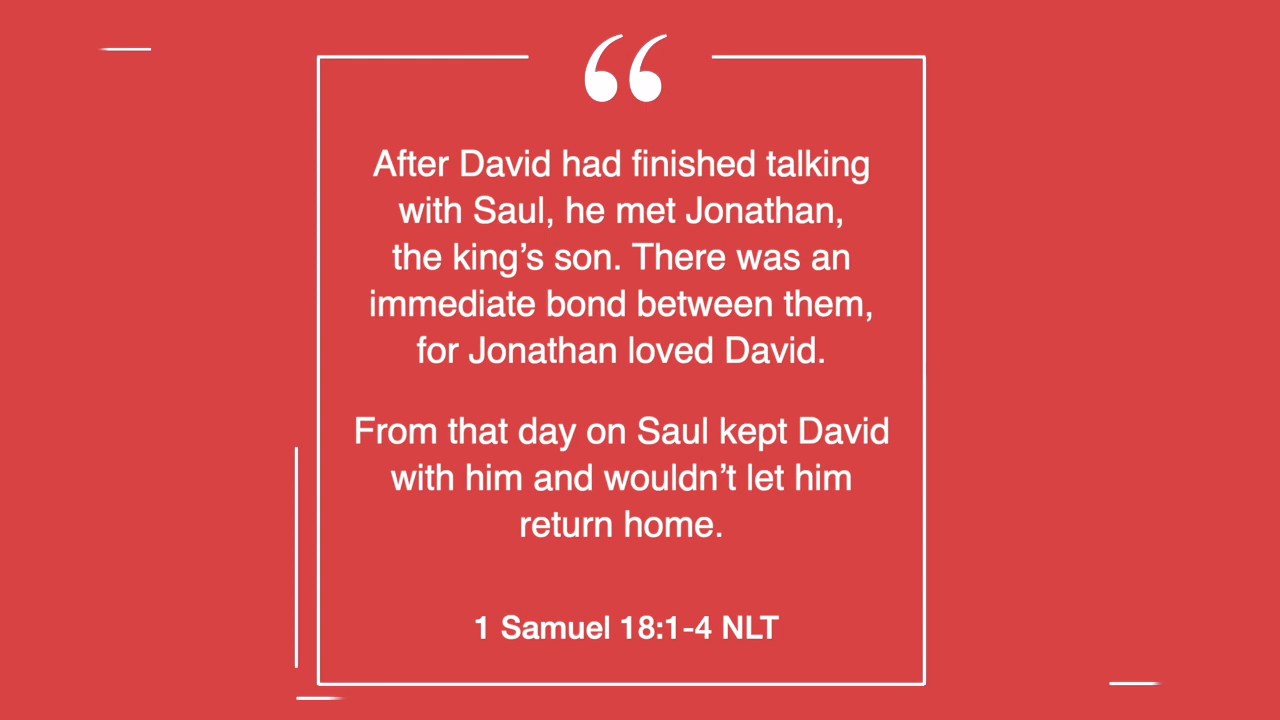 “
After David had finished talking
with Saul, he met Jonathan,
the king’s son. There was an
immediate bond between them,
for Jonathan loved David.
From that day on Saul kept David
with him and wouldn’t let him
return home.
1 Samuel 18:1-4 NLT